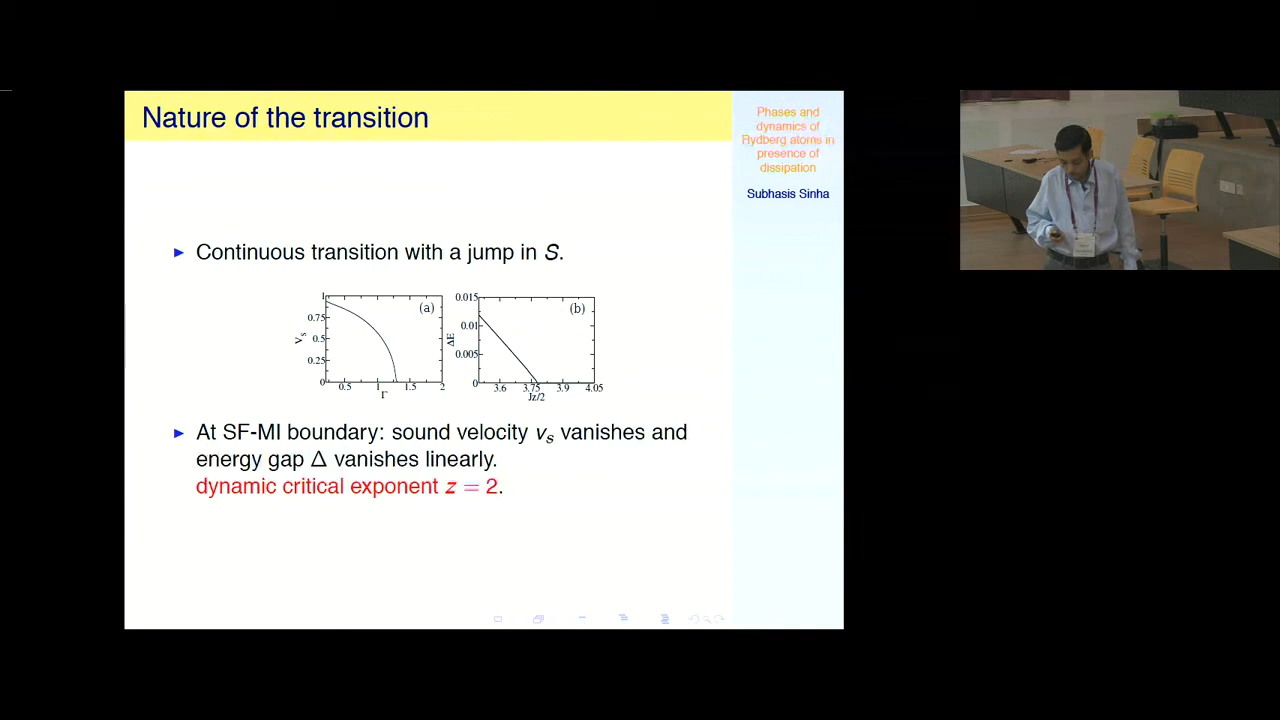 Nature of the transition
Phases and
dynamics of
Rydberg atoms in
presence of
dissipation
Subhasis Sinha
▶ Continuous transition with a jump in S.
(a)
1
0.75
0.5
0.25
0
Vs
0.5 1 1.5 2
Γ
(b)
0.015
0.01
0.005
0
ΔE
3.6 3.75 3.9 4.05
Jz/2
▶ At SF-MI boundary: sound velocity vs vanishes and
energy gap Δ vanishes linearly.
dynamic critical exponent z = 2.